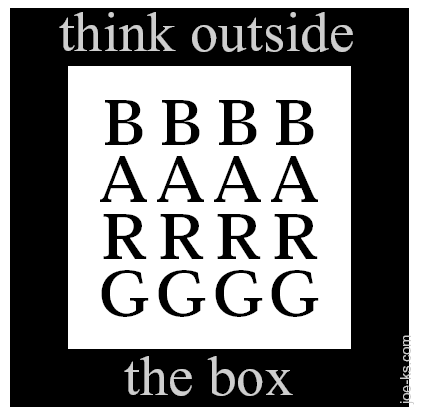 think outside
B B B B
A A A A
R R R R
G G G G
the box
joe-ks.com